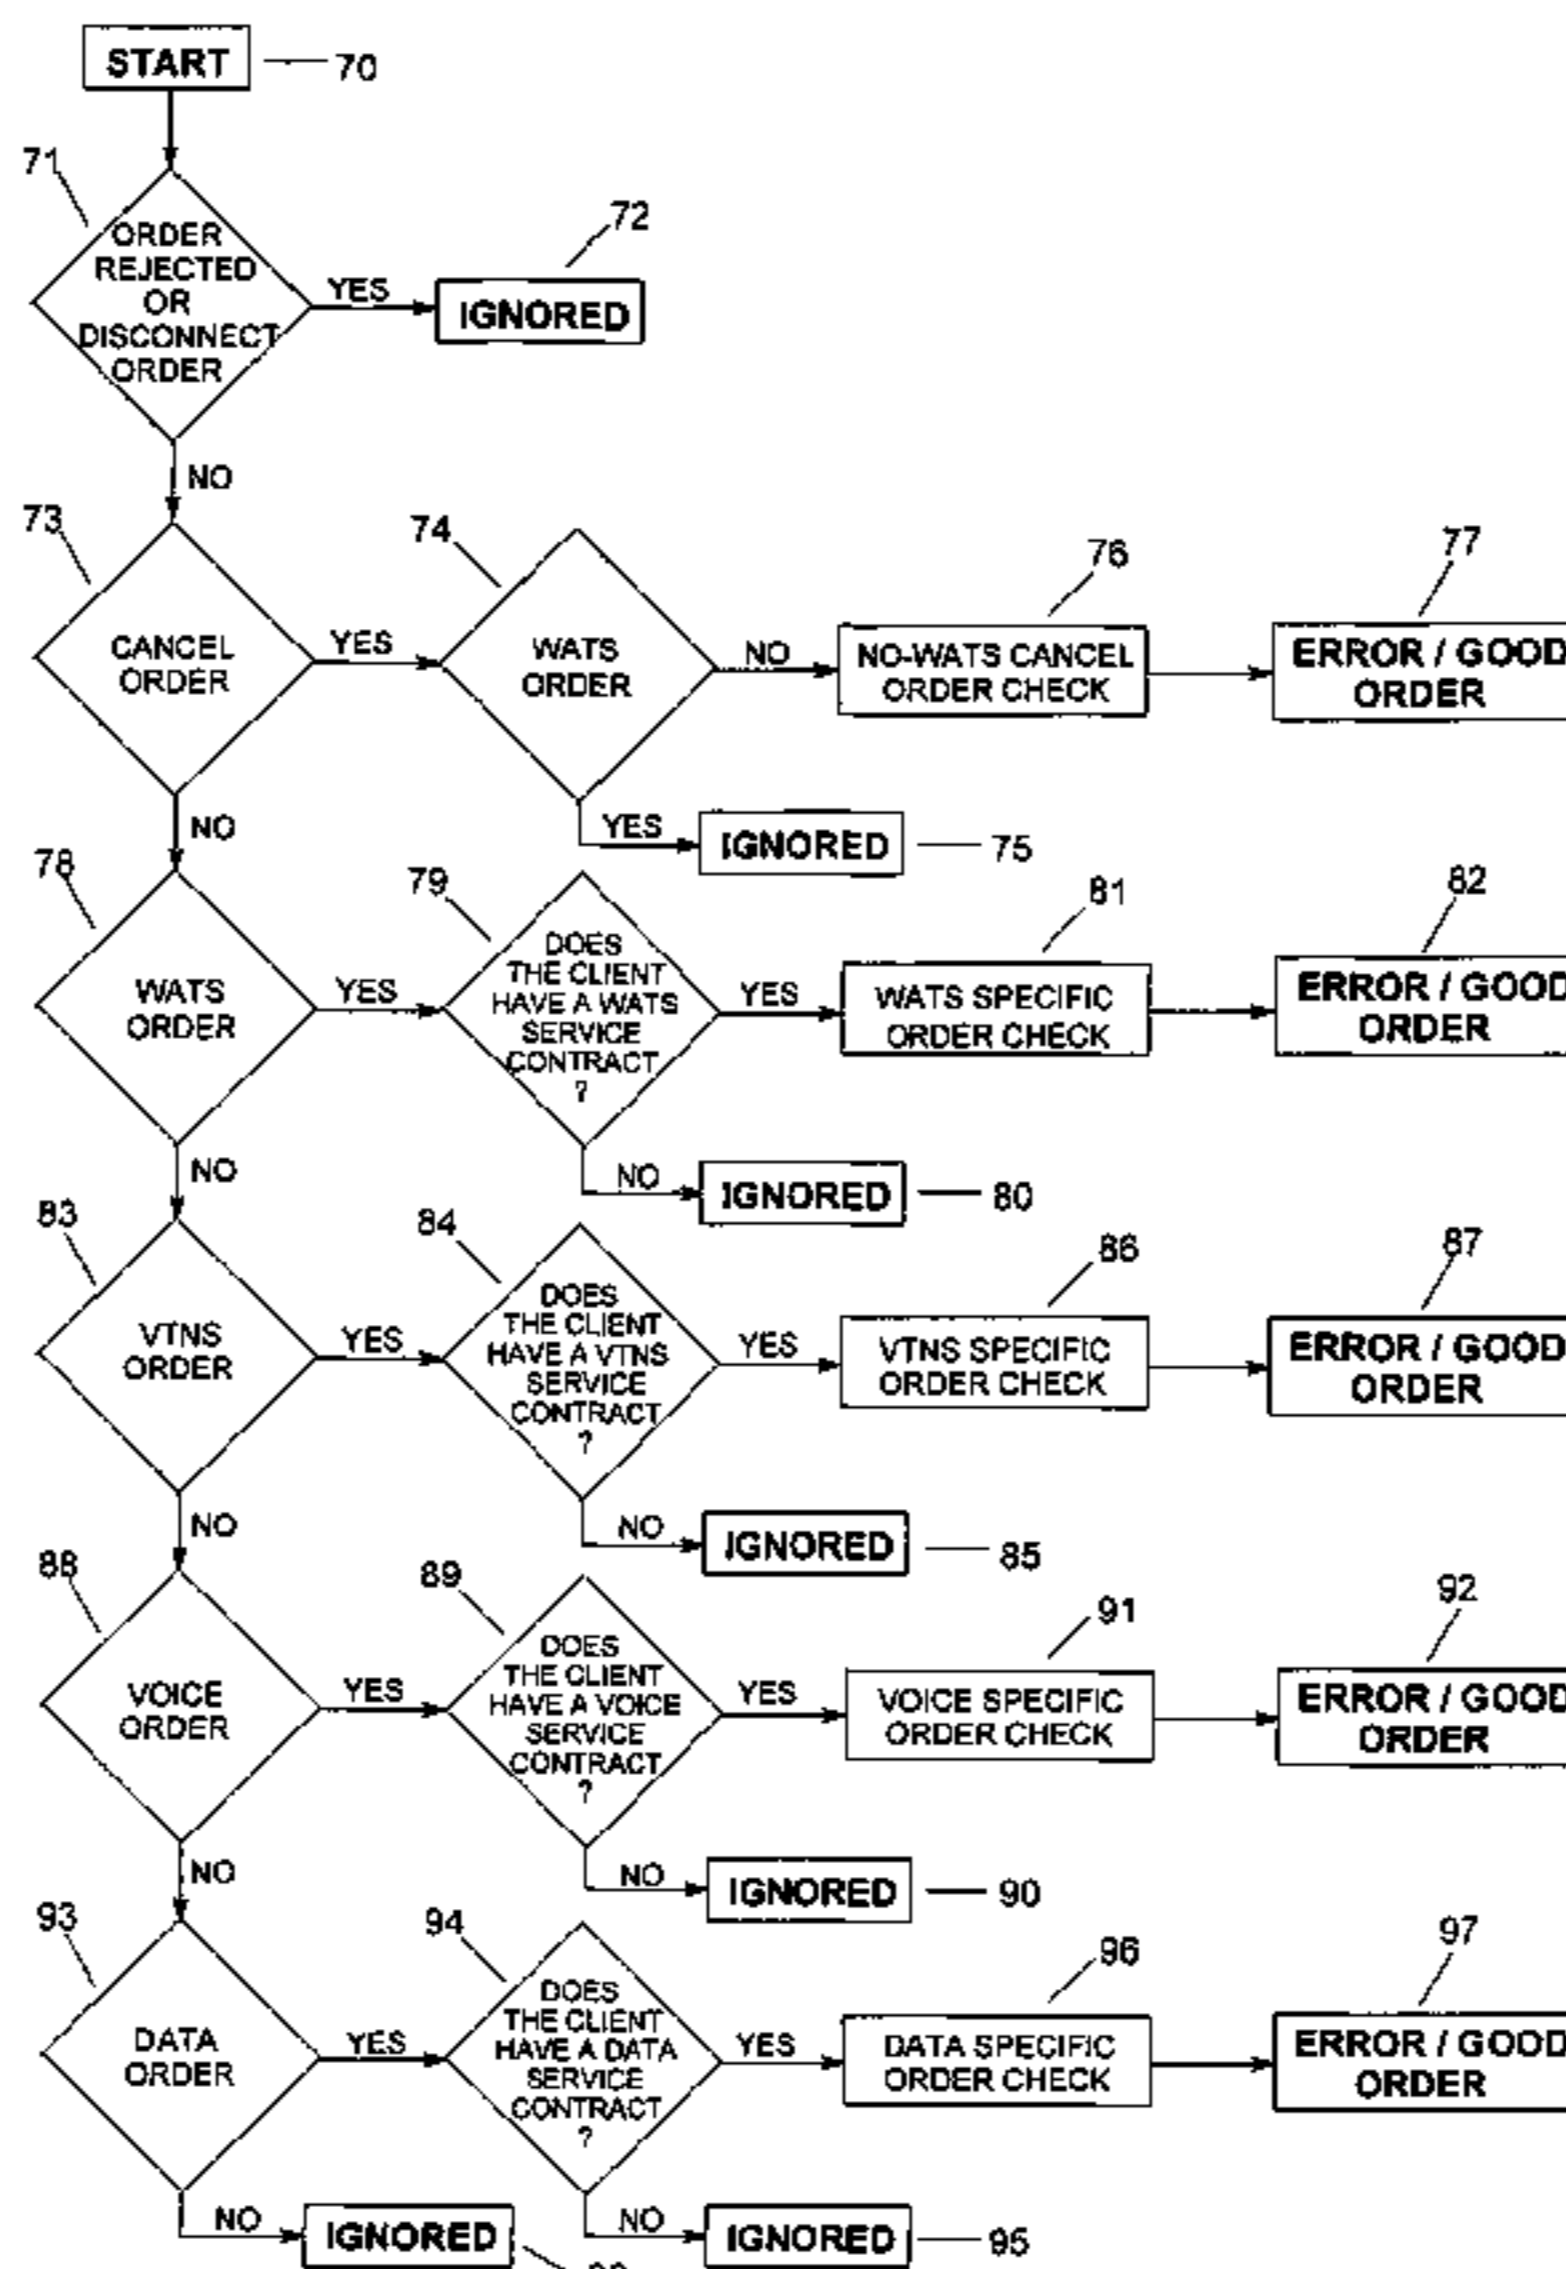 START
70
71
ORDER
REJECTED
OR
DISCONNECT
ORDER
YES
72
IGNORED
NO
73
CANCEL
ORDER
YES
74
WATS
ORDER
NO
76
NO-WATS CANCEL
ORDER CHECK
77
ERROR / GOOD
ORDER
YES
IGNORED
75
NO
78
WATS
ORDER
YES
79
DOES
THE CLIENT
HAVE A WATS
SERVICE
CONTRACT
?
YES
81
WATS SPECIFIC
ORDER CHECK
82
ERROR / GOOD
ORDER
NO
IGNORED
80
NO
83
VTNS
ORDER
YES
84
DOES
THE CLIENT
HAVE A VTNS
SERVICE
CONTRACT
?
YES
86
VTNS SPECIFIC
ORDER CHECK
87
ERROR / GOOD
ORDER
NO
IGNORED
85
NO
88
VOICE
ORDER
YES
89
DOES
THE CLIENT
HAVE A VOICE
SERVICE
CONTRACT
?
YES
91
VOICE SPECIFIC
ORDER CHECK
92
ERROR / GOOD
ORDER
NO
IGNORED
90
NO
93
DATA
ORDER
YES
94
DOES
THE CLIENT
HAVE A DATA
SERVICE
CONTRACT
?
YES
96
DATA SPECIFIC
ORDER CHECK
97
ERROR / GOOD
ORDER
NO
IGNORED
NO
IGNORED
95